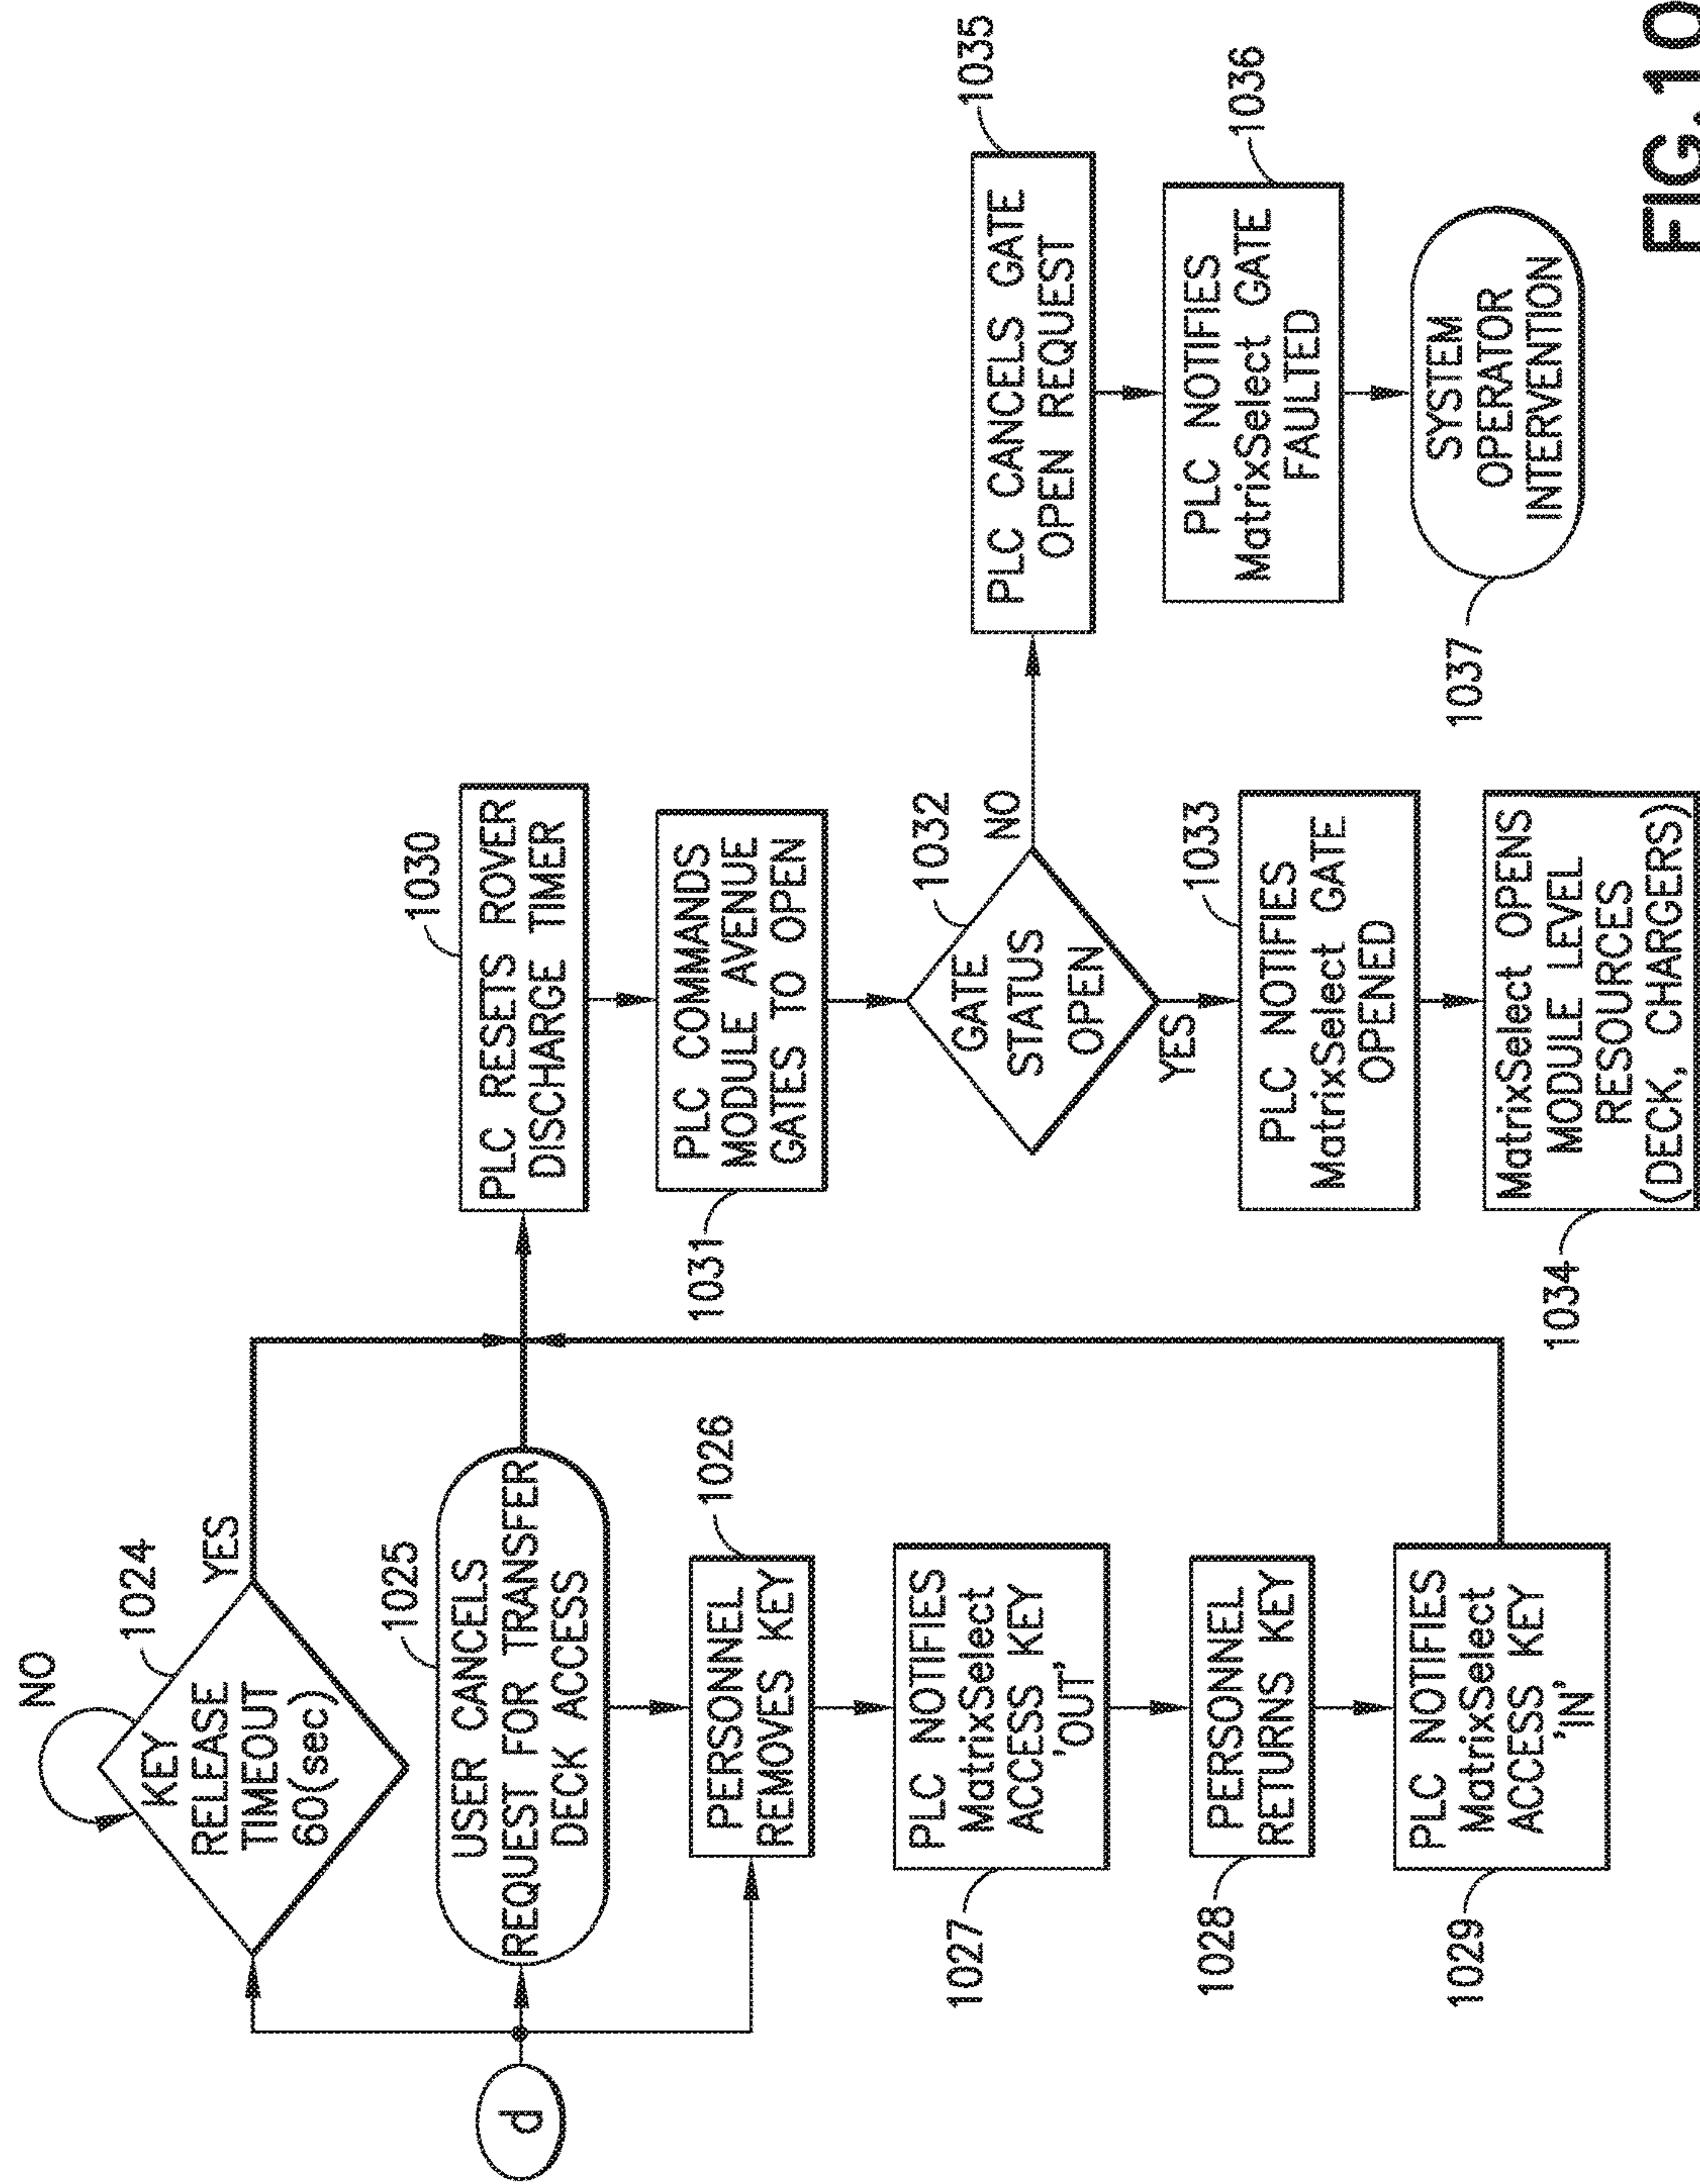 d
NO
KEY
RELEASE
TIMEOUT
60(sec)
1024
YES
1025
USER CANCELS
REQUEST FOR TRANSFER
DECK ACCESS
1026
PERSONNEL
REMOVES KEY
1027
PLC NOTIFIES
MatrixSelect
ACCESS KEY
'OUT'
1028
PERSONNEL
RETURNS KEY
1029
PLC NOTIFIES
MatrixSelect
ACCESS KEY
'IN'
1030
PLC RESETS ROVER
DISCHARGE TIMER
1031
PLC COMMANDS
MODULE AVENUE
GATES TO OPEN
1032
GATE
STATUS
OPEN
NO
YES
1033
PLC NOTIFIES
MatrixSelect GATE
OPENED
1034
MatrixSelect OPENS
MODULE LEVEL
RESOURCES
(DECK, CHARGERS)
1035
PLC CANCELS GATE
OPEN REQUEST
1036
PLC NOTIFIES
MatrixSelect GATE
FAULTED
1037
SYSTEM
OPERATOR
INTERVENTION
FIG. 10